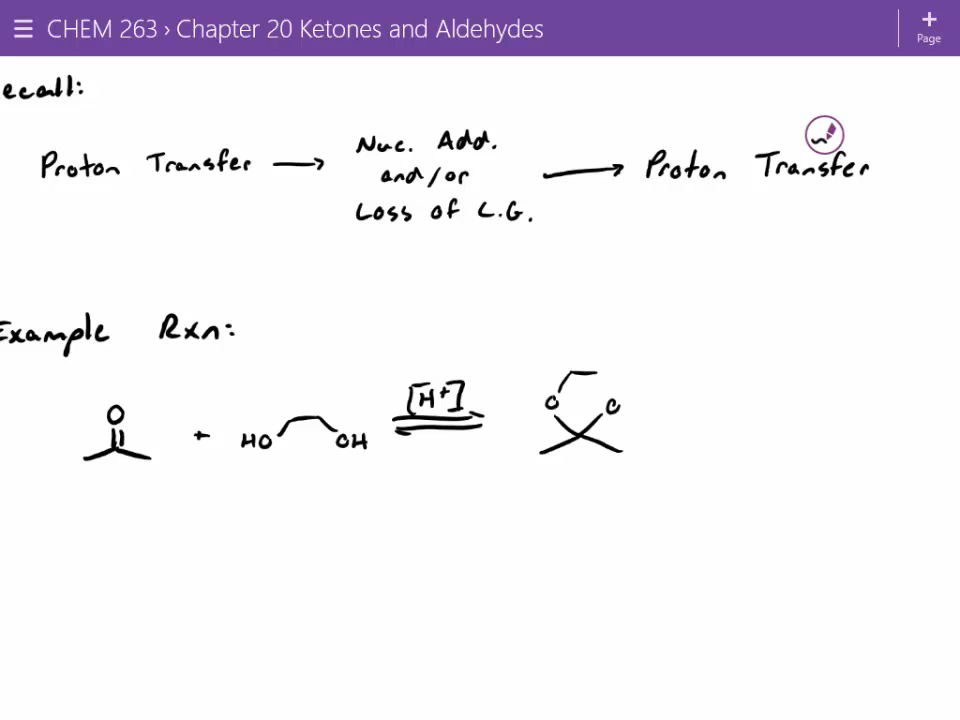 CHEM 263 › Chapter 20 Ketones and Aldehydes
+
Page
ecall:
Proton Transfer → Nuc. Add. and/or Loss of L.G. → Proton Transfer
Example Rxn:
O
+ HO OH
[H+]
O O